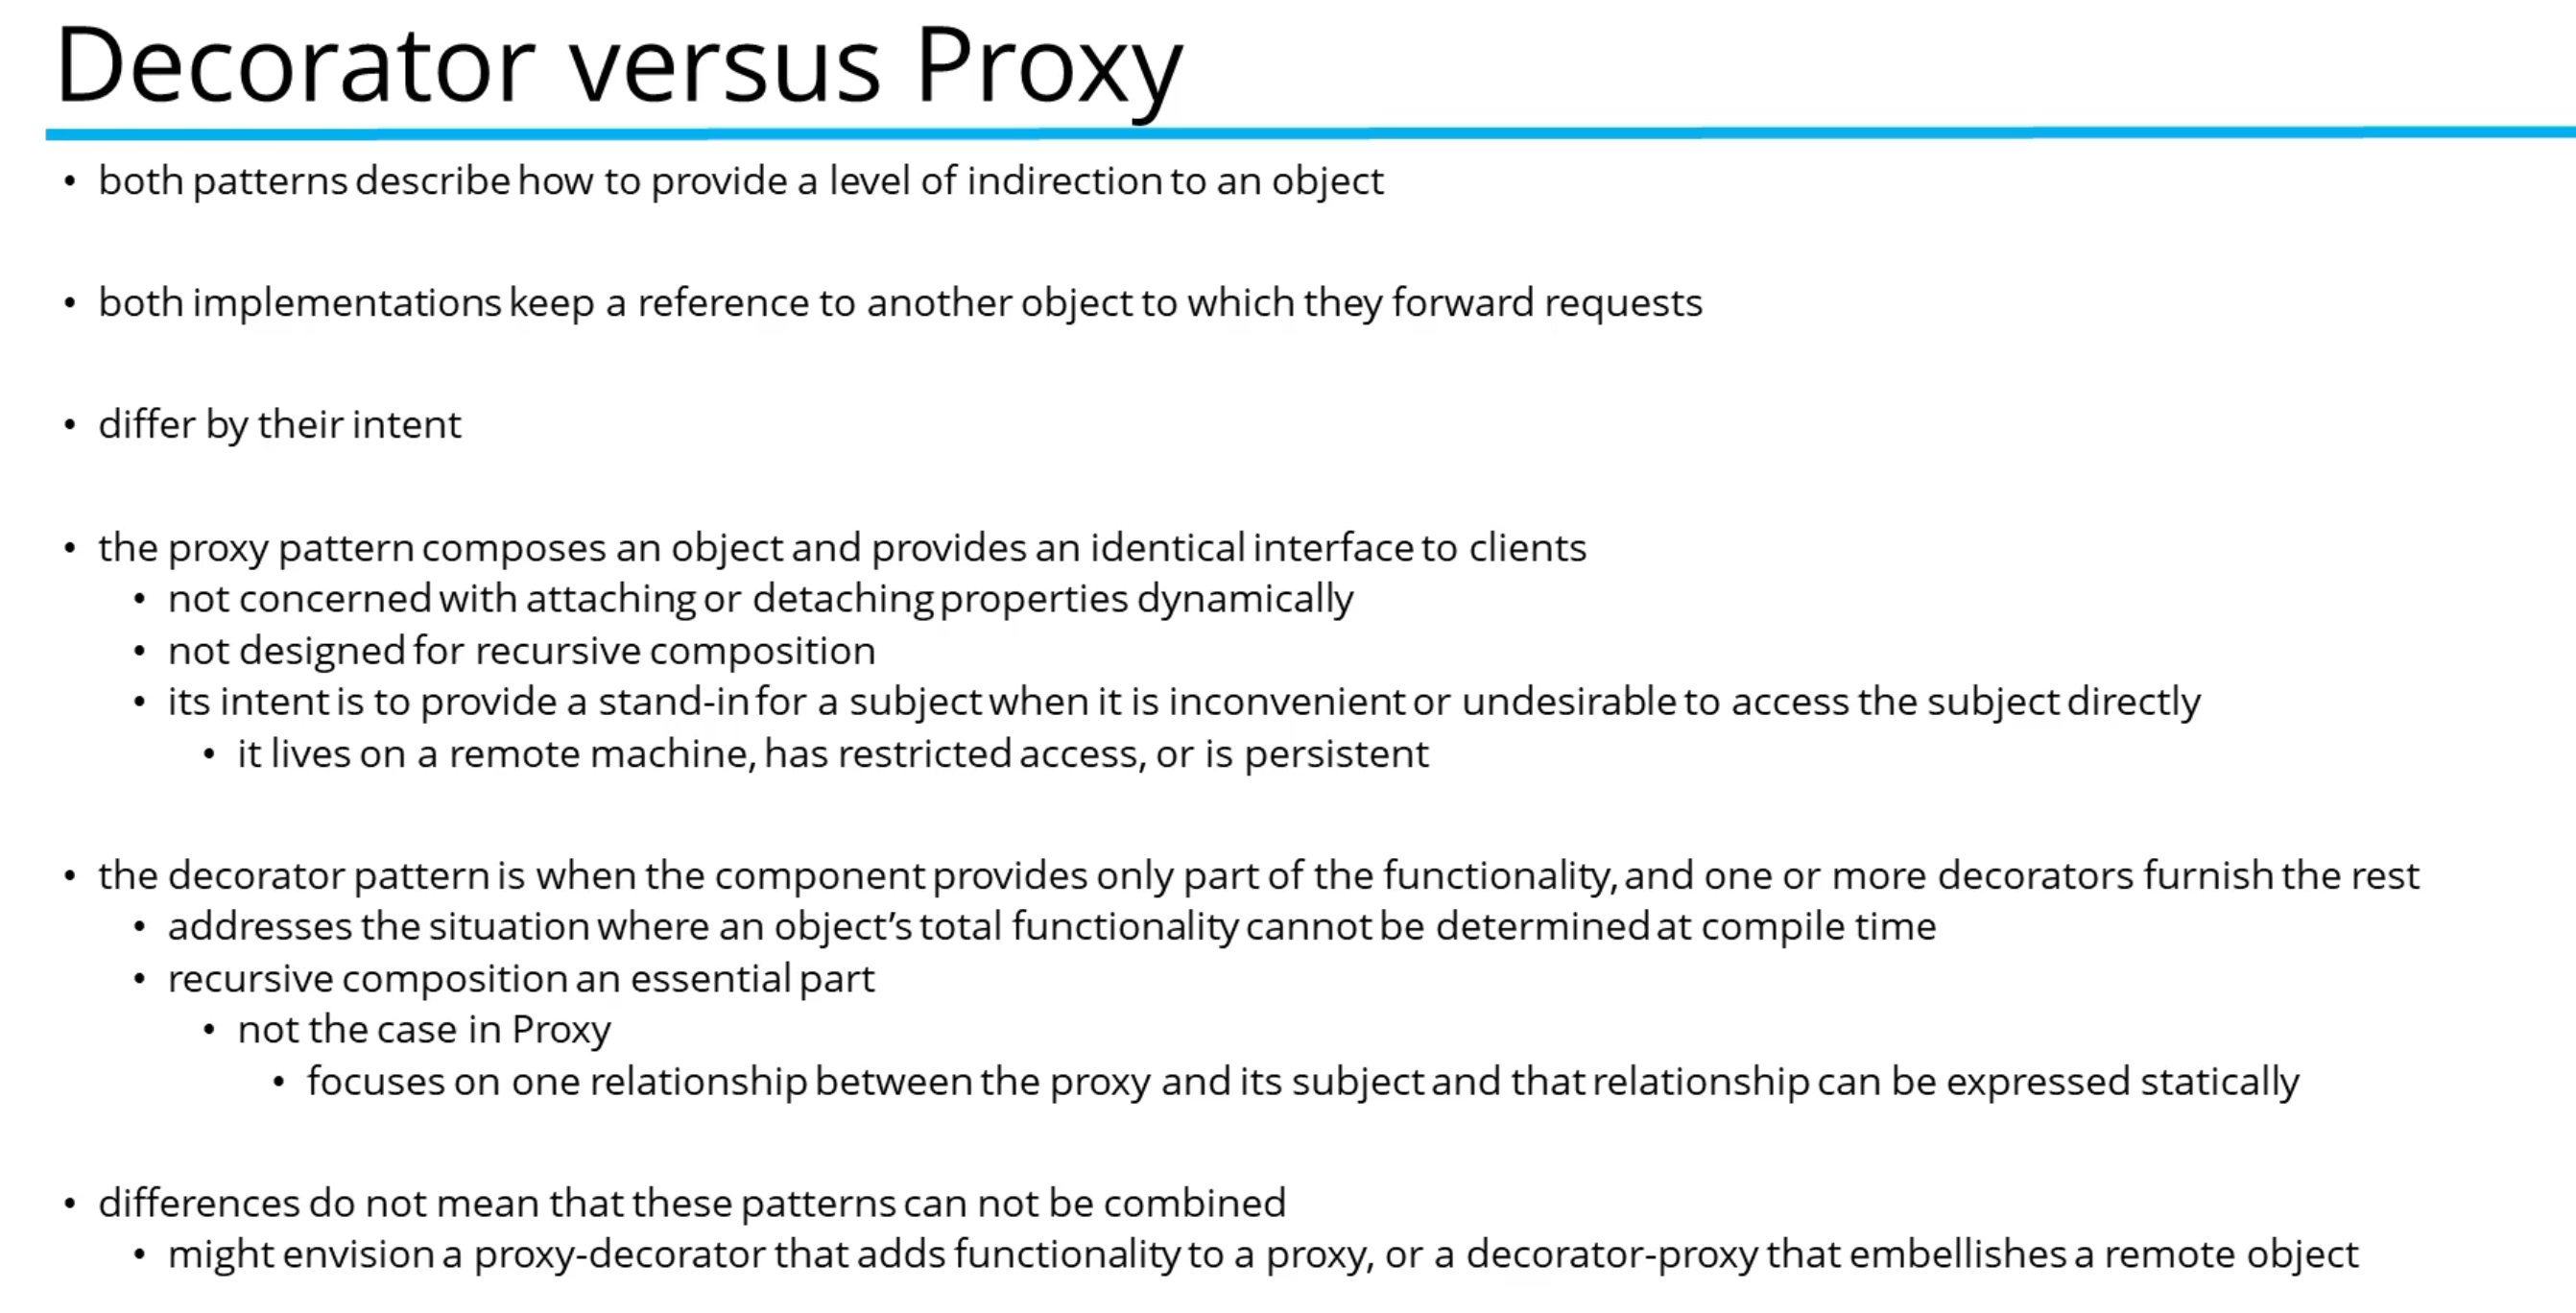 Decorator versus Proxy
• both patterns describe how to provide a level of indirection to an object
• both implementations keep a reference to another object to which they forward requests
• differ by their intent
• the proxy pattern composes an object and provides an identical interface to clients
• not concerned with attaching or detaching properties dynamically
• not designed for recursive composition
• its intent is to provide a stand-in for a subject when it is inconvenient or undesirable to access the subject directly
• it lives on a remote machine, has restricted access, or is persistent
• the decorator pattern is when the component provides only part of the functionality, and one or more decorators furnish the rest
• addresses the situation where an object’s total functionality cannot be determined at compile time
• recursive composition an essential part
• not the case in Proxy
• focuses on one relationship between the proxy and its subject and that relationship can be expressed statically
• differences do not mean that these patterns can not be combined
• might envision a proxy-decorator that adds functionality to a proxy, or a decorator-proxy that embellishes a remote object